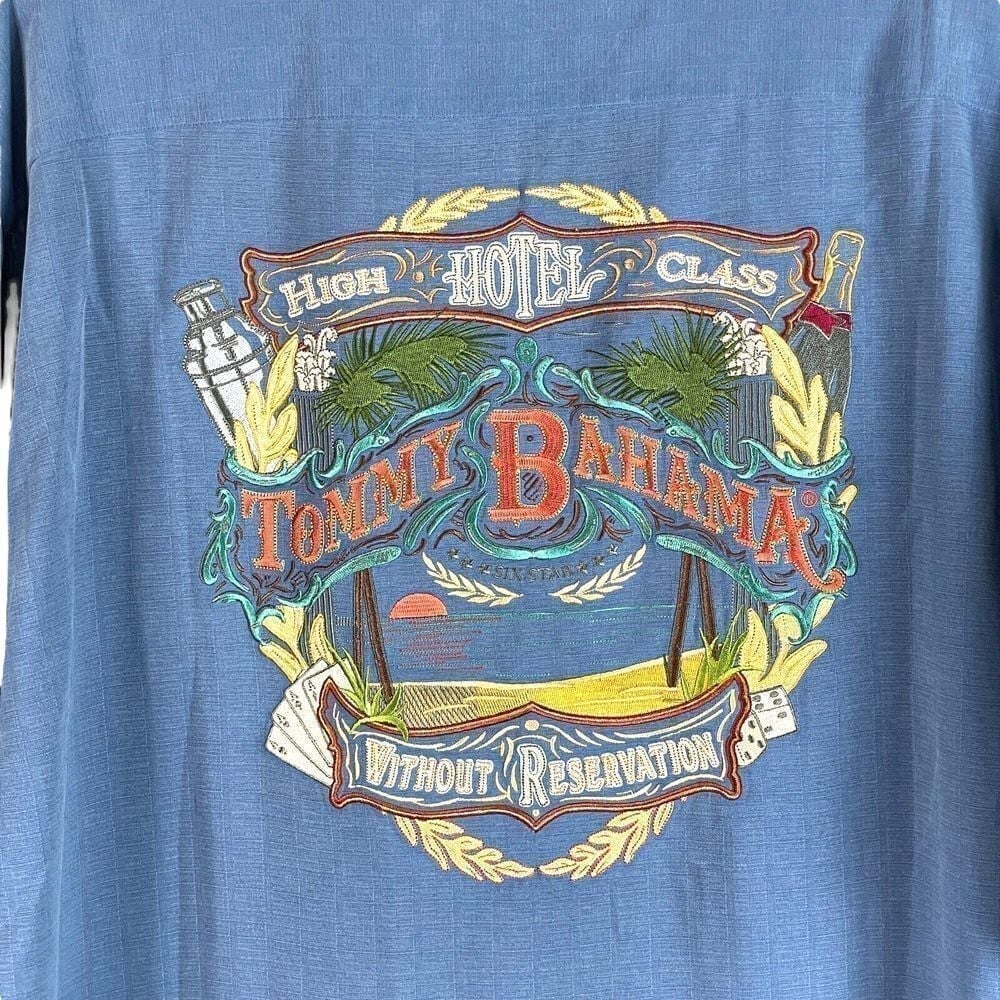 HIGH HOTEL CLASS
TOMMY BAHAMA®
SIX STAR
WITHOUT RESERVATION